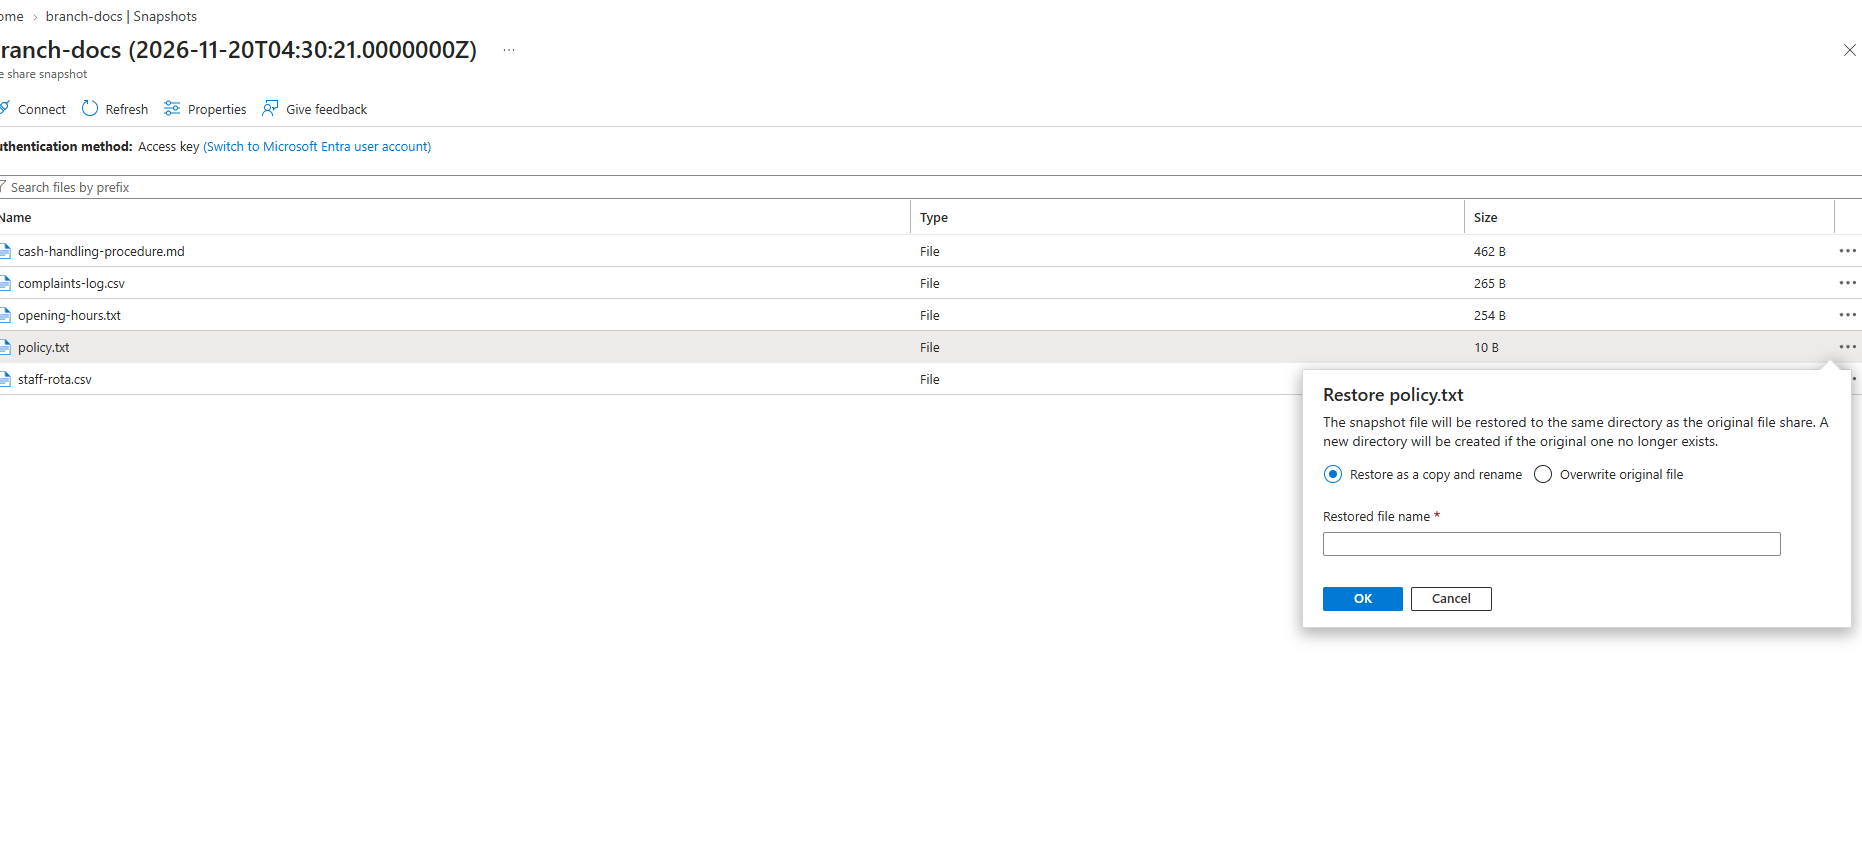 ome > branch-docs | Snapshots
ranch-docs (2026-11-20T04:30:21.0000000Z) ...
e share snapshot
Connect Refresh Properties Give feedback
uthentication method: Access key (Switch to Microsoft Entra user account)
Search files by prefix
Name Type Size
cash-handling-procedure.md File 462 B
complaints-log.csv File 265 B
opening-hours.txt File 254 B
policy.txt File 10 B
staff-rota.csv File
Restore policy.txt
The snapshot file will be restored to the same directory as the original file share. A
new directory will be created if the original one no longer exists.
Restore as a copy and rename Overwrite original file
Restored file name *
OK Cancel